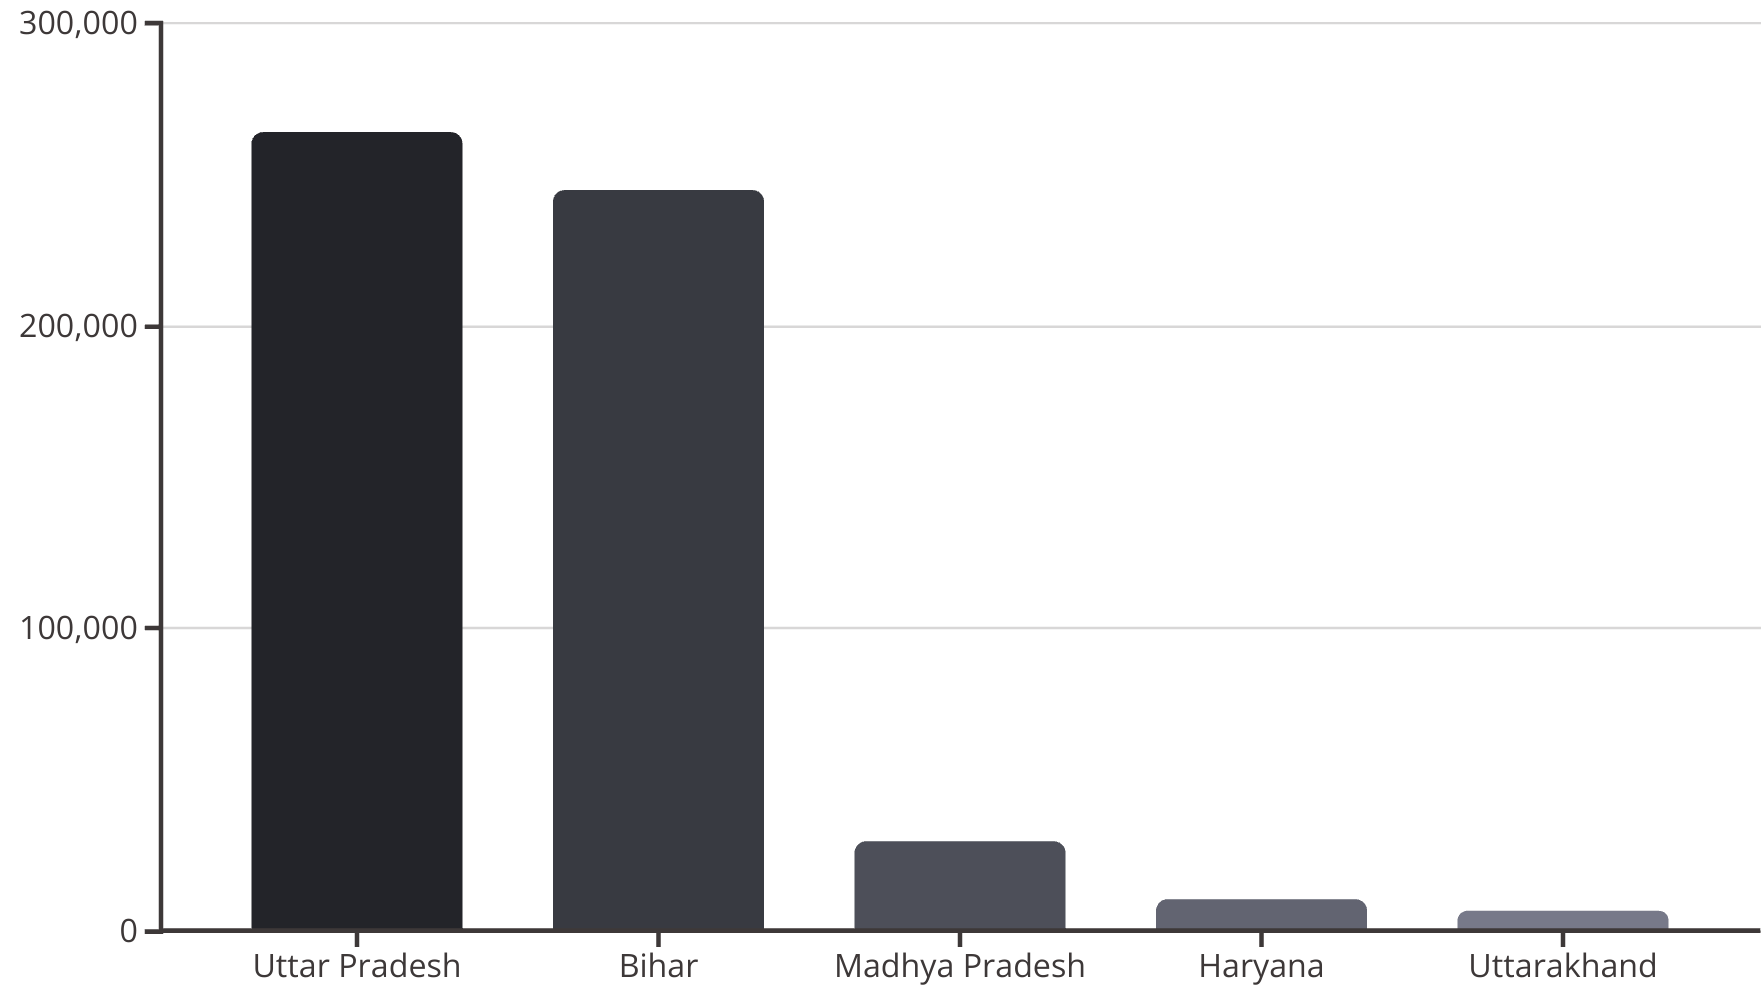 300,000
200,000
100,000
0
Uttar Pradesh
Bihar
Madhya Pradesh
Haryana
Uttarakhand